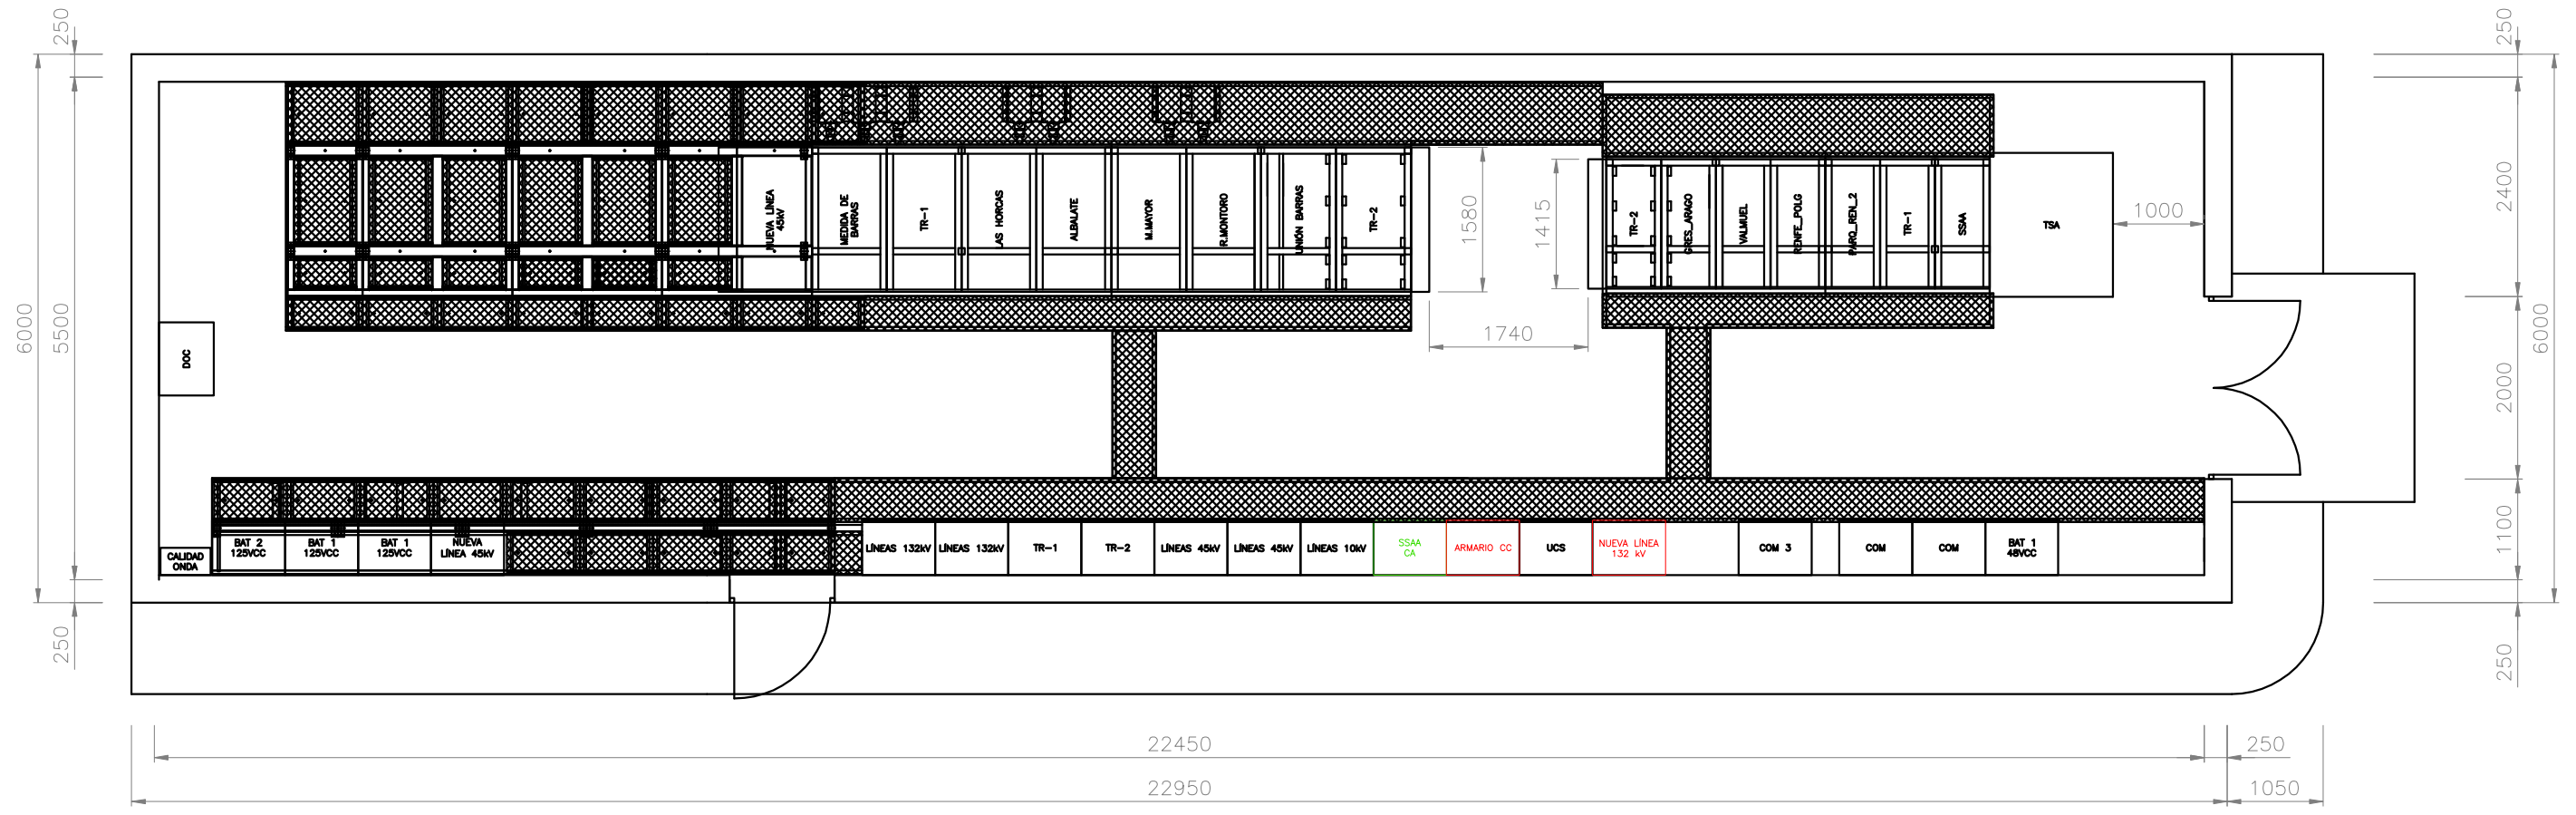 250
250
6000
5500
2400
6000
NUEVA LÍNEA
45kV
MEDIDA DE
BARRAS
TR-1
LAS HORCAS
ALBALATE
M.MAYOR
R.MONTORO
UNIÓN BARRAS
TR-2
1580
1415
TR-2
GRES_ARAGO
VALMUEL
RENFE_POLG
PARQ_REN_2
TR-1
SSAA
TSA
1000
1740
DOC
2000
1100
CALIDAD
ONDA
BAT 2
125VCC
BAT 1
125VCC
BAT 1
125VCC
NUEVA
LÍNEA 45kV
LÍNEAS 132kV
LÍNEAS 132kV
TR-1
TR-2
LÍNEAS 45kV
LÍNEAS 45kV
LÍNEAS 10kV
SSAA
CA
ARMARIO CC
UCS
NUEVA LÍNEA
132 kV
COM 3
COM
COM
BAT 1
48VCC
250
250
22450
250
22950
1050